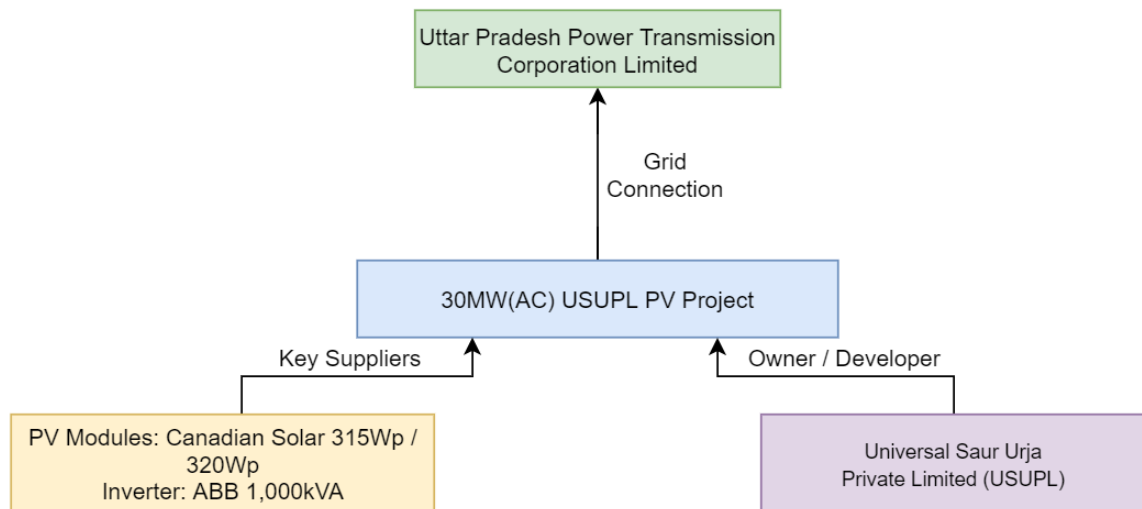 Uttar Pradesh Power Transmission
Corporation Limited
Grid
Connection
30MW(AC) USUPL PV Project
Key Suppliers
Owner / Developer
PV Modules: Canadian Solar 315Wp /
320Wp
Inverter: ABB 1,000kVA
Universal Saur Urja
Private Limited (USUPL)